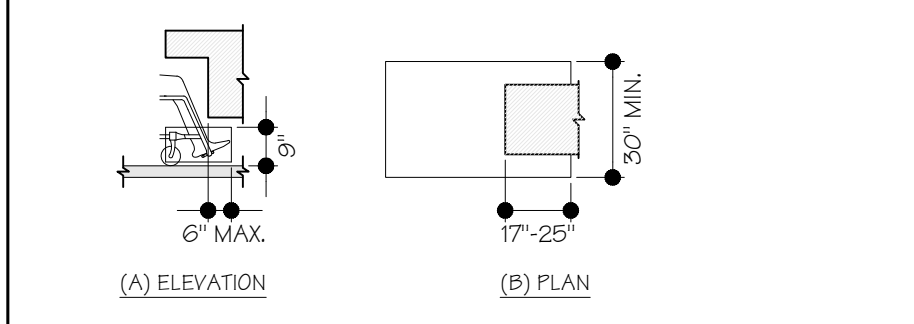 9"
6" MAX.
(A) ELEVATION
30" MIN.
17"-25"
(B) PLAN